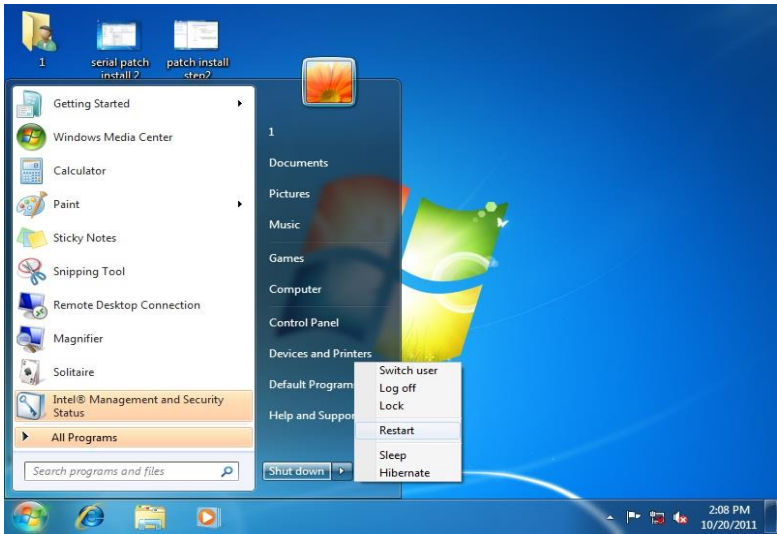 1
serial patch
install 2
patch install
step2
Getting Started
Windows Media Center
Calculator
Paint
Sticky Notes
Snipping Tool
Remote Desktop Connection
Magnifier
Solitaire
Intel® Management and Security
Status
All Programs
Search programs and files
1
Documents
Pictures
Music
Games
Computer
Control Panel
Devices and Printers
Default Program
Help and Suppor
Shut down
Switch user
Log off
Lock
Restart
Sleep
Hibernate
2:08 PM
10/20/2011